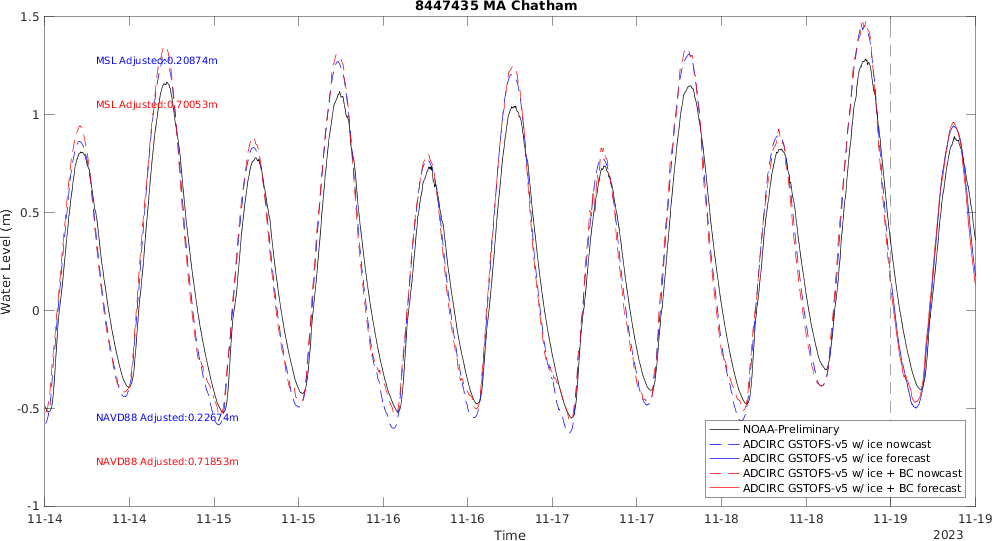 8447435 MA Chatham
1.5
1
0.5
0
-0.5
-1
Water Level (m)
MSL Adjusted:0.20874m
MSL Adjusted:0.70053m
NAVD88 Adjusted:0.22674m
NAVD88 Adjusted:0.71853m
NOAA-Preliminary
ADCIRC GSTOFS-v5 w/ ice nowcast
ADCIRC GSTOFS-v5 w/ ice forecast
ADCIRC GSTOFS-v5 w/ ice + BC nowcast
ADCIRC GSTOFS-v5 w/ ice + BC forecast
11-14 11-14 11-15 11-15 11-16 11-16 11-17 11-17 11-18 11-18 11-19 11-19
Time
2023